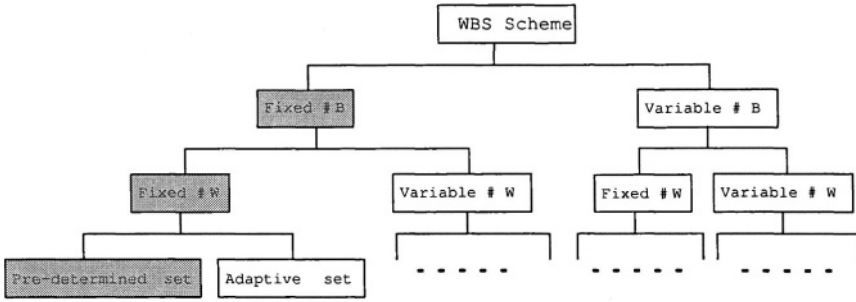 WBS Scheme
Fixed # B
Variable # B
Fixed # W
Variable # W
Fixed # W
Variable # W
Pre-determined set
Adaptive set
- - - - -
- - - - -
- - - - -